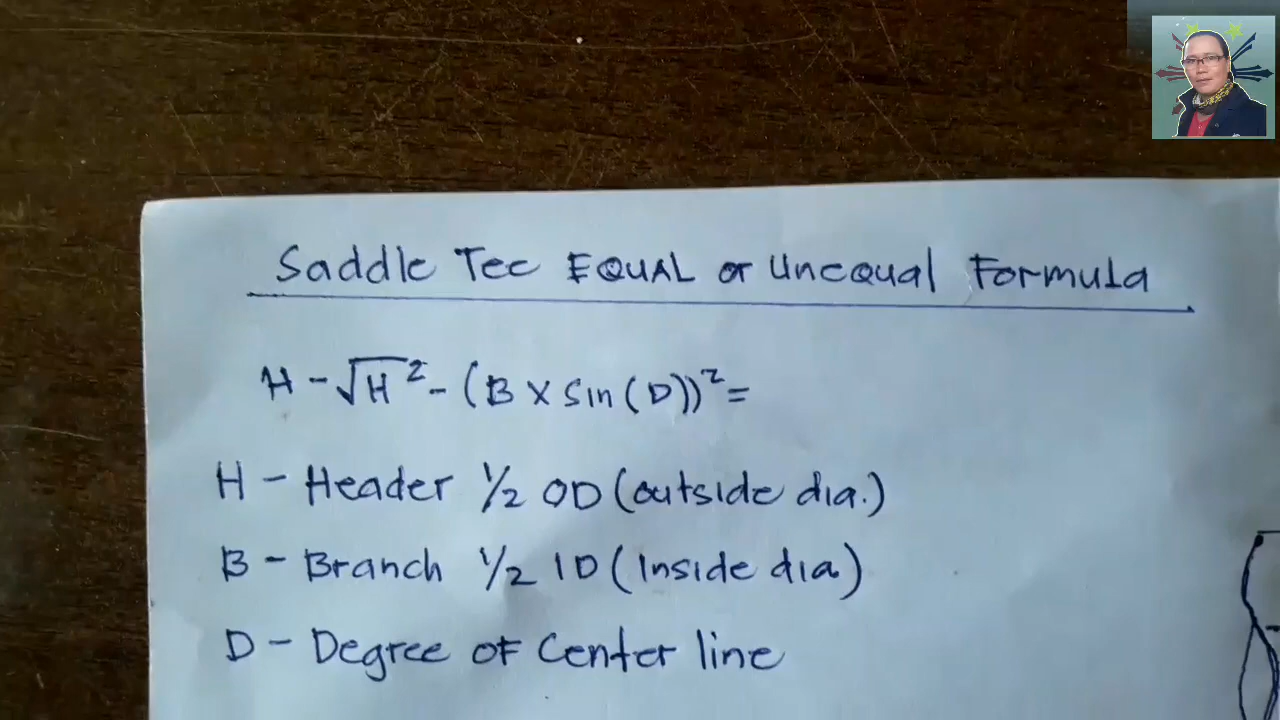 Saddle Tee EQUAL or Unequal Formula
H - √H² - (B x Sin (D))² =
H - Header 1/2 OD (outside dia.)
B - Branch 1/2 ID (Inside dia)
D - Degree of Center line